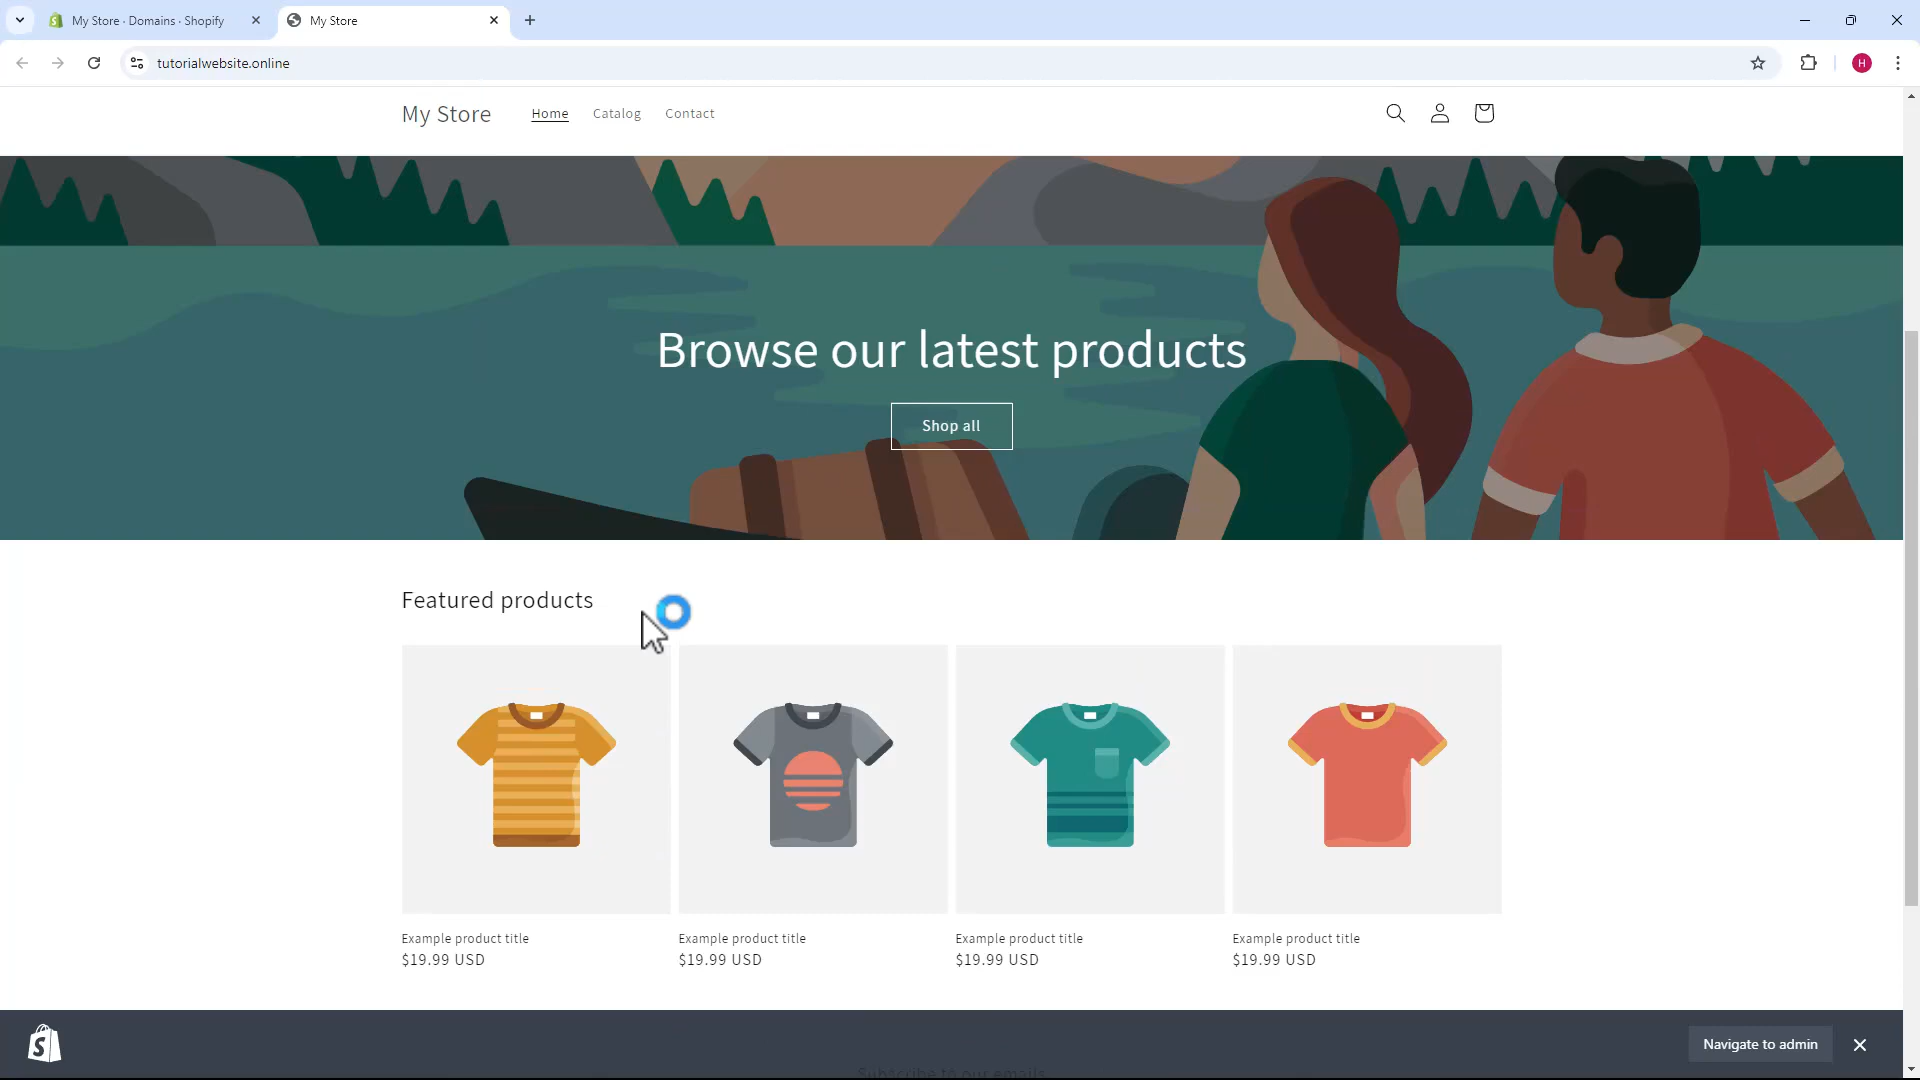 My Store · Domains · Shopify
My Store
tutorialwebsite.online
H
My Store
Home
Catalog
Contact
Browse our latest products
Shop all
Featured products
Example product title
$19.99 USD
Example product title
$19.99 USD
Example product title
$19.99 USD
Example product title
$19.99 USD
Navigate to admin
Subscribe to our emails